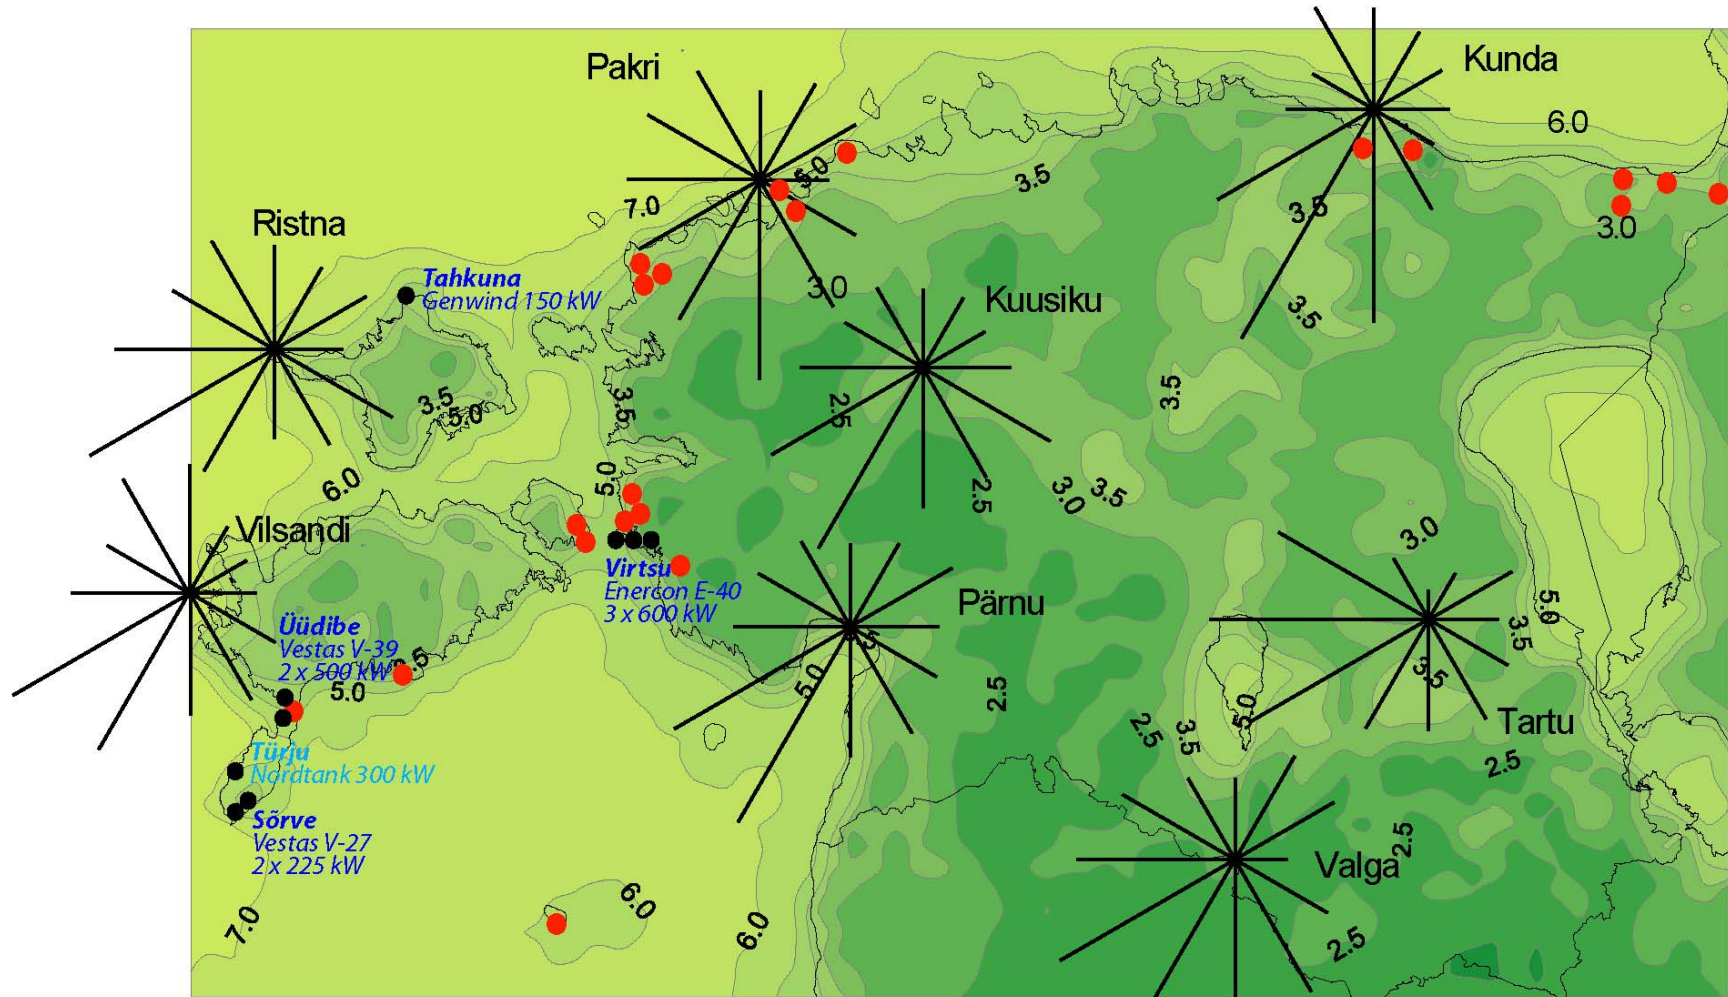 Kunda
Pakri
6.0
5.0
3.5
7.0
3.5
3.0
Ristna
Tahkuna
Genwind 150 kW
3.0
Kuusiku
3.5
3.5
3.5
5.0
3.5
2.5
5.0
6.0
2.5
3.0
3.5
Vilsandi
3.0
Virtsu
Enercon E-40
3 x 600 kW
Pärnu
5.0
3.5
Üüdibe
Vestas V-39
2 x 500 kW
5.0
5.0
3.5
2.5
5.0
Tartu
2.5
3.5
2.5
Türju
Nordtank 300 kW
Sõrve
Vestas V-27
2 x 225 kW
2.5
Valga
7.0
6.0
6.0
2.5